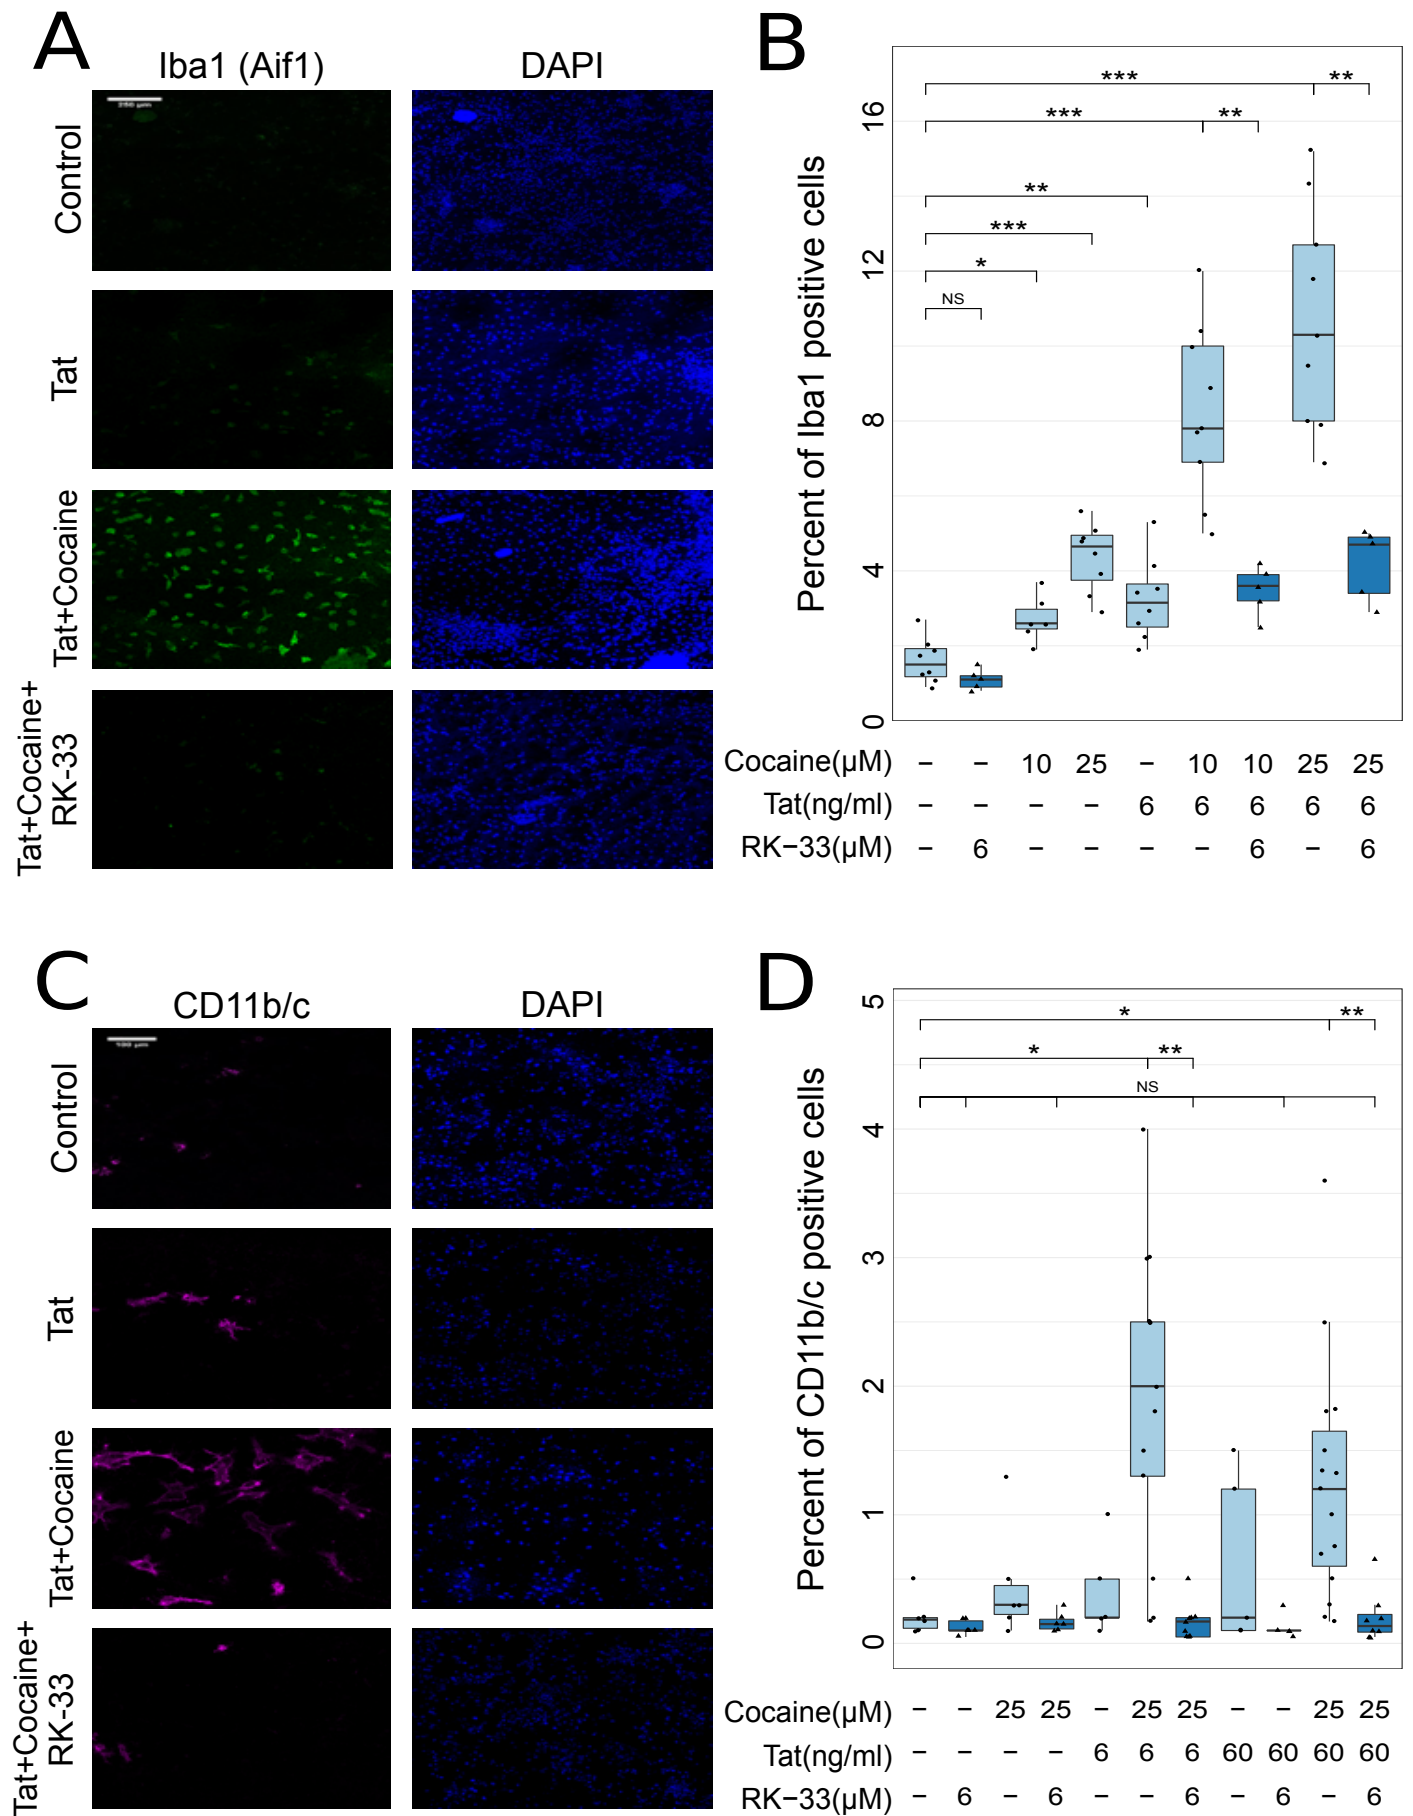 A
Iba1 (Aif1)
DAPI
250 µm
Control
Tat
Tat+Cocaine
Tat+Cocaine+
RK-33
B
Percent of Iba1 positive cells
16
12
8
4
0
***
**
***
**
**
***
*
NS
Cocaine(µM) – – 10 25 – 10 10 25 25
Tat(ng/ml) – – – – 6 6 6 6 6
RK–33(µM) – 6 – – – – 6 – 6
C
CD11b/c
DAPI
100 µm
Control
Tat
Tat+Cocaine
Tat+Cocaine+
RK-33
D
Percent of CD11b/c positive cells
5
4
3
2
1
0
*
**
*
**
NS
Cocaine(µM) – – 25 25 – 25 25 – – 25 25
Tat(ng/ml) – – – – 6 6 6 60 60 60 60
RK–33(µM) – 6 – 6 – – 6 – 6 – 6